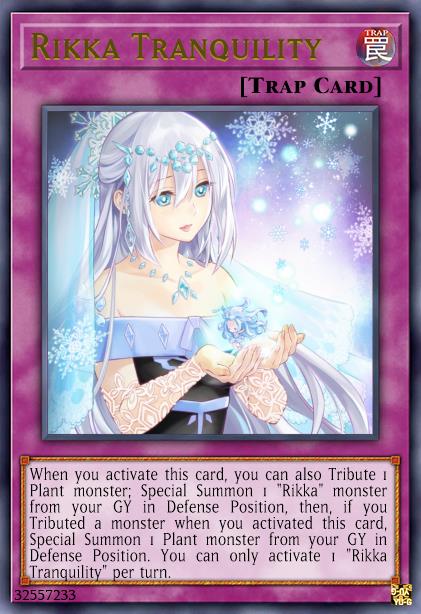 RIKKA TRANQUILITY
TRAP
罠
[TRAP CARD]
When you activate this card, you can also Tribute 1
Plant monster; Special Summon 1 "Rikka" monster
from your GY in Defense Position, then, if you
Tributed a monster when you activated this card,
Special Summon 1 Plant monster from your GY in
Defense Position. You can only activate 1 "Rikka
Tranquility" per turn.
32557233